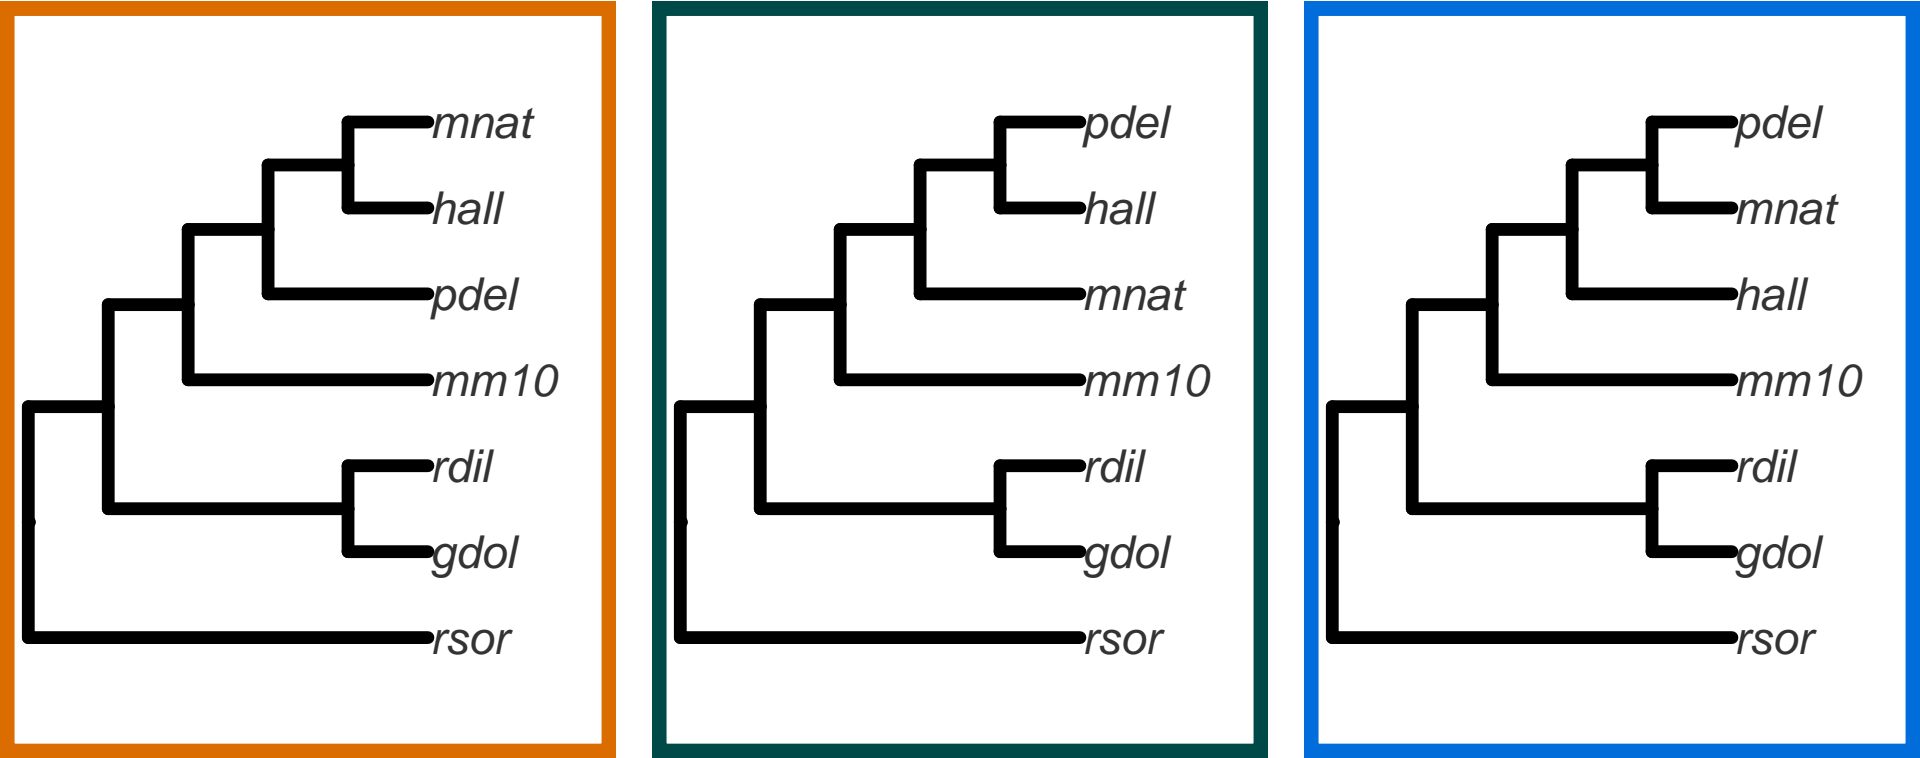 mnat
hall
pdel
mm10
rdil
gdol
rsor
pdel
hall
mnat
mm10
rdil
gdol
rsor
pdel
mnat
hall
mm10
rdil
gdol
rsor